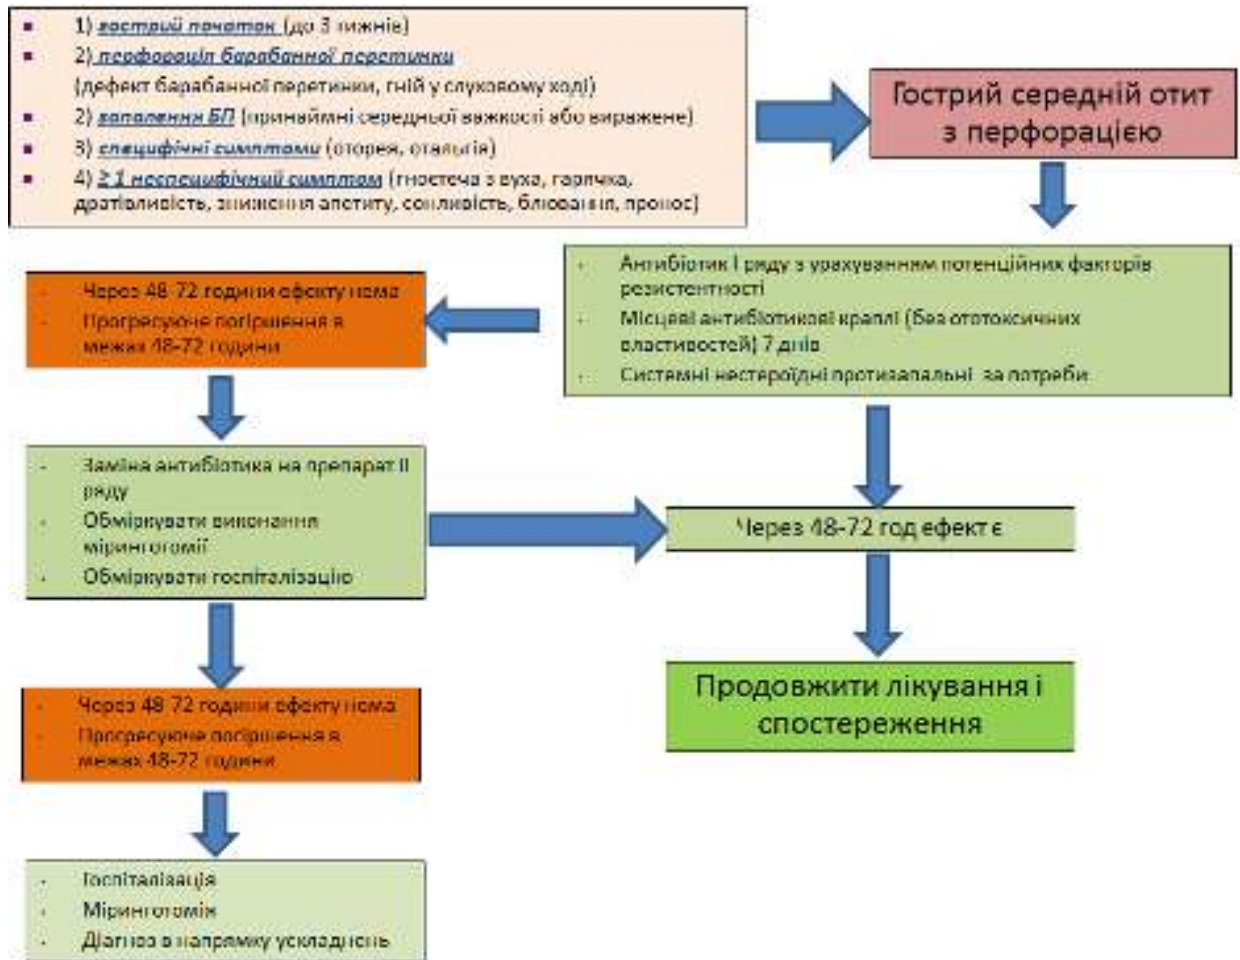 1) гострий початок (до 3 тижнів)
2) перфорація барабанної перетинки
(дефект барабанної перетинки, гній у слуховому ході)
2) запалення БП (принаймні середньої важкості або виражене)
3) специфічні симптоми (оторея, отальгія)
4) ≥ 1 неспецифічний симптом (гноєтеча з вуха, гарячка,
дратівливість, зниження апетиту, сонливість, блювання, пронос)
Гострий середній отит
з перфорацією
Антибіотик І ряду з урахуванням потенційних факторів
резистентності
Місцеві антибіотикові краплі (без ототоксичних
властивостей) 7 днів
Системні нестероїдні протизапальні за потреби
Через 48-72 години ефекту нема
Прогресуюче погіршення в
межах 48-72 години
Заміна антибіотика на препарат ІІ
ряду
Обміркувати виконання
мірінготомії
Обміркувати госпіталізацію
Через 48-72 год ефект є
Продовжити лікування і
спостереження
Через 48-72 години ефекту нема
Прогресуюче погіршення в
межах 48-72 години
Госпіталізація
Мірінготомія
Діагноз в напрямку ускладнень